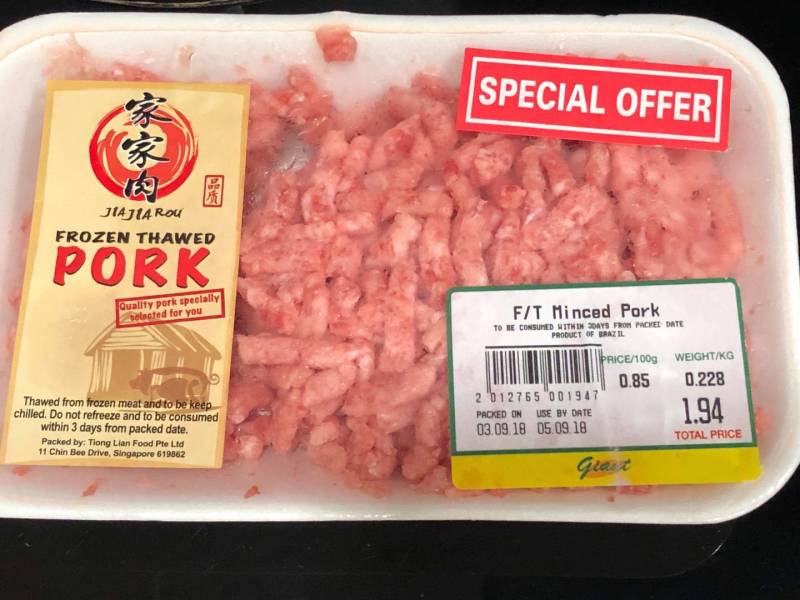 家
家
肉
品
质
JIAJIAROU
FROZEN THAWED
PORK
Quality pork specially
selected for you
Thawed from frozen meat and to be keep
chilled. Do not refreeze and to be consumed
within 3 days from packed date.
Packed by: Tiong Lian Food Pte Ltd
11 Chin Bee Drive, Singapore 619862
SPECIAL OFFER
F/T Minced Pork
TO BE CONSUMED WITHIN 3DAYS FROM PACKET DATE
PRODUCT OF BRAZIL
PRICE/100g WEIGHT/KG
0.85 0.228
2 012765 001947
PACKED ON USE BY DATE
03.09.18 05.09.18
1.94
TOTAL PRICE
Giant